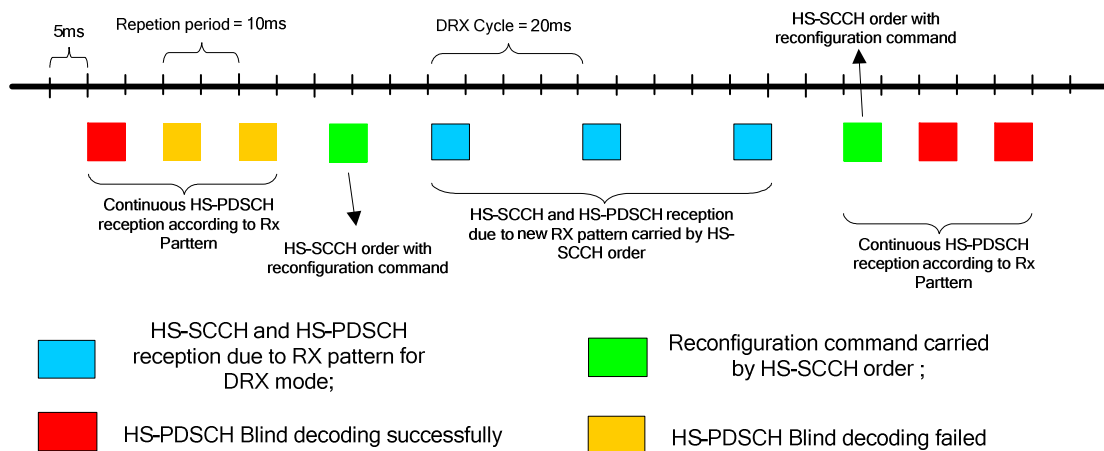 5ms
Repetion period = 10ms
DRX Cycle = 20ms
HS-SCCH order with
reconfiguration command
Continuous HS-PDSCH
reception according to Rx
Parttern
HS-SCCH order with
reconfiguration command
HS-SCCH and HS-PDSCH reception
due to new RX pattern carried by HS-
SCCH order
Continuous HS-PDSCH
reception according to Rx
Parttern
HS-SCCH and HS-PDSCH
reception due to RX pattern for
DRX mode;
Reconfiguration command carried
by HS-SCCH order ;
HS-PDSCH Blind decoding successfully
HS-PDSCH Blind decoding failed